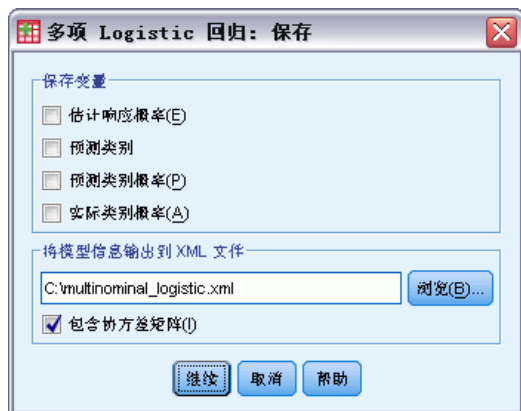 多项 Logistic 回归：保存
保存变量
估计响应概率(E)
预测类别
预测类别概率(P)
实际类别概率(A)
将模型信息输出到 XML 文件
C:\multinominal_logistic.xml
浏览(B)...
包含协方差矩阵(I)
继续 取消 帮助